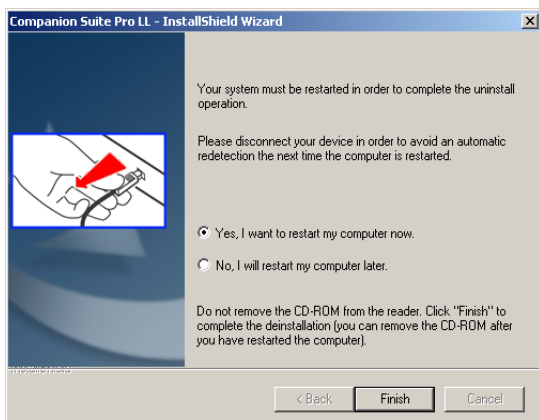 Companion Suite Pro LL - InstallShield Wizard
Your system must be restarted in order to complete the uninstall
operation.
Please disconnect your device in order to avoid an automatic
redetection the next time the computer is restarted.
Yes, I want to restart my computer now.
No, I will restart my computer later.
Do not remove the CD-ROM from the reader. Click "Finish" to
complete the deinstallation (you can remove the CD-ROM after
you have restarted the computer).
InstallShield
< Back
Finish
Cancel